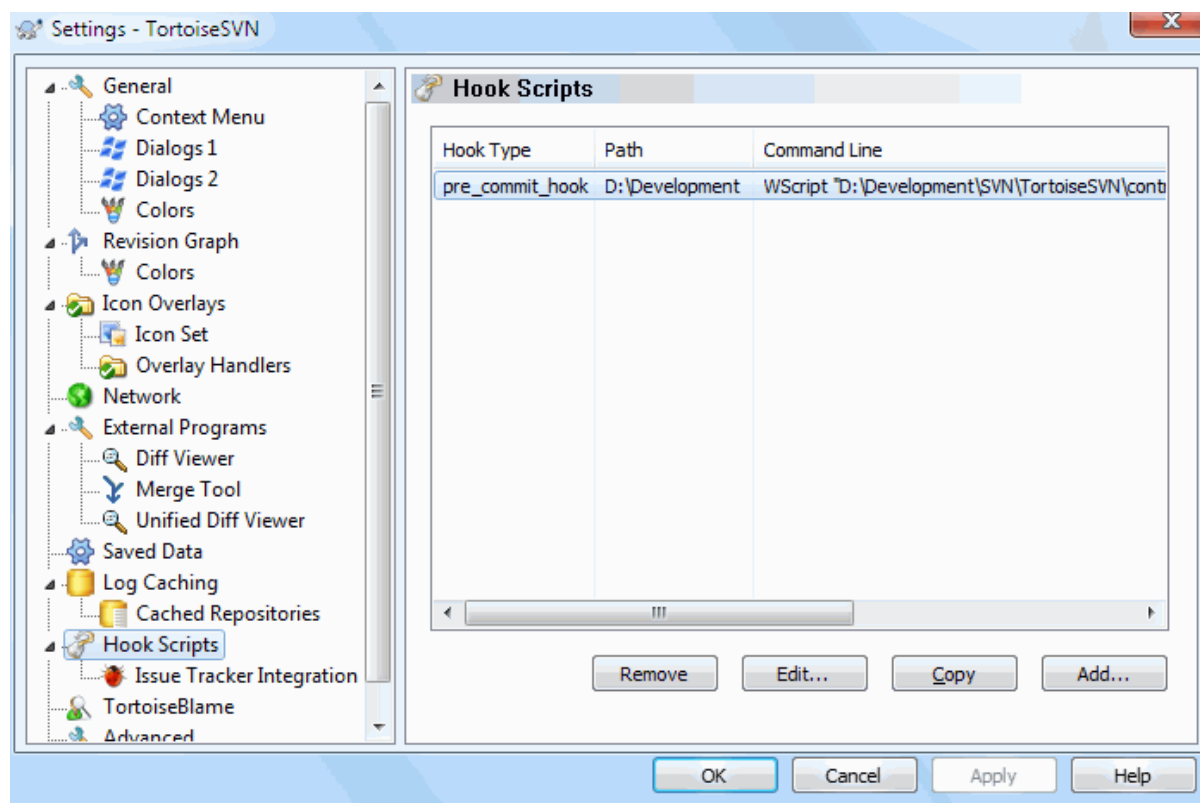 Settings - TortoiseSVN
General
Context Menu
Dialogs 1
Dialogs 2
Colors
Revision Graph
Colors
Icon Overlays
Icon Set
Overlay Handlers
Network
External Programs
Diff Viewer
Merge Tool
Unified Diff Viewer
Saved Data
Log Caching
Cached Repositories
Hook Scripts
Issue Tracker Integration
TortoiseBlame
Advanced
Hook Scripts
Hook Type Path Command Line
pre_commit_hook D:\Development WScript "D:\Development\SVN\TortoiseSVN\cont
Remove Edit... Copy Add...
OK Cancel Apply Help